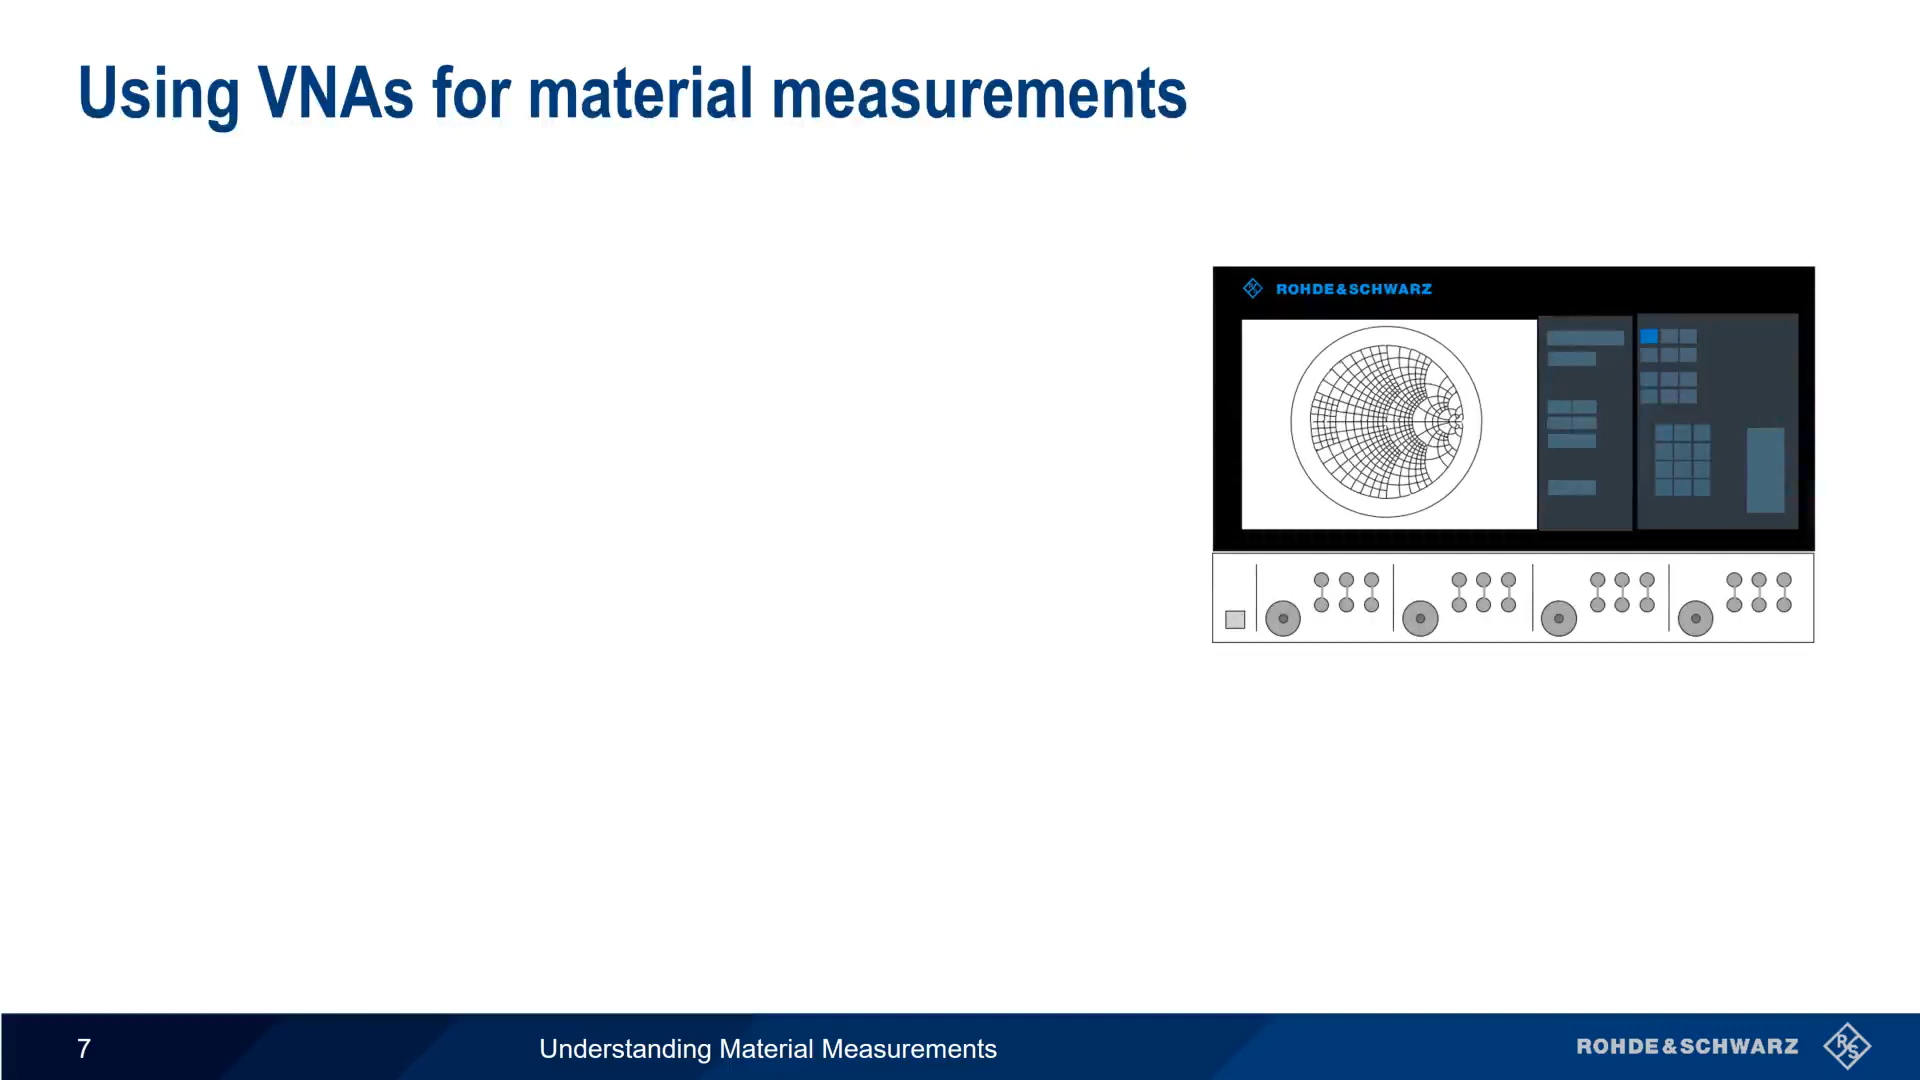 Using VNAs for material measurements
ROHDE&SCHWARZ
7
Understanding Material Measurements
ROHDE&SCHWARZ
R&S